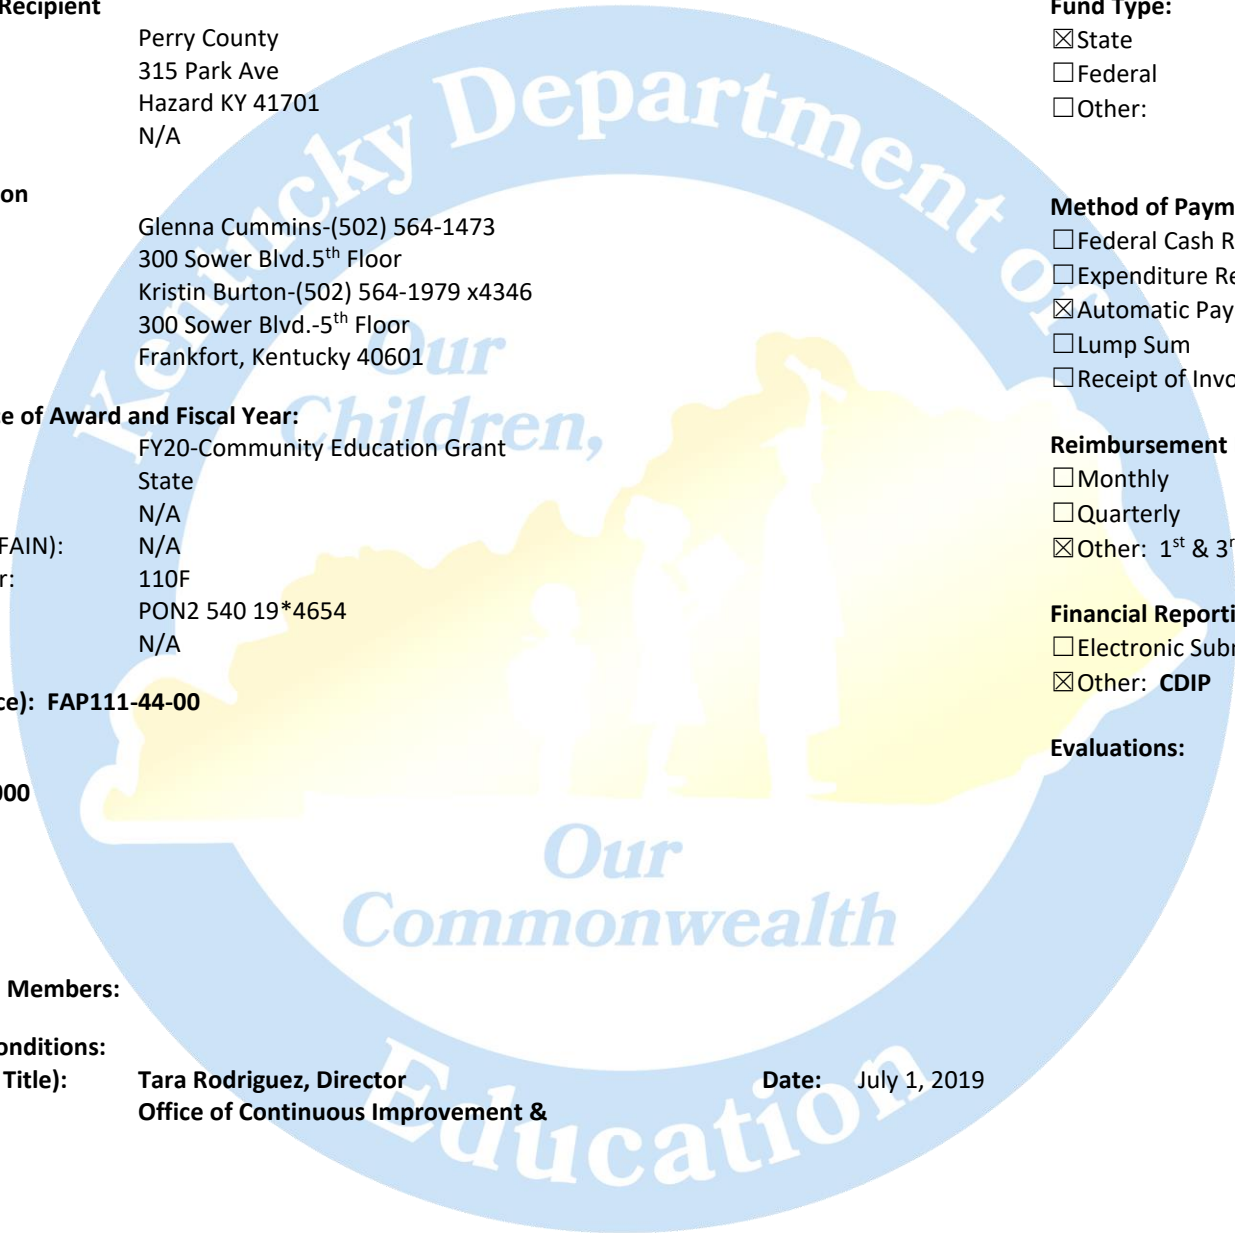 Recipient
Perry County
315 Park Ave
Hazard KY 41701
N/A
on
Glenna Cummins-(502) 564-1473
300 Sower Blvd.5th Floor
Kristin Burton-(502) 564-1979 x4346
300 Sower Blvd.-5th Floor
Frankfort, Kentucky 40601
e of Award and Fiscal Year:
FY20-Community Education Grant
State
N/A
FAIN): N/A
r: 110F
PON2 540 19*4654
N/A
ce): FAP111-44-00
000
Members:
onditions:
Title): Tara Rodriguez, Director Date: July 1, 2019
Office of Continuous Improvement &
Fund Type:
☒State
☐Federal
☐Other:
Method of Paym
☐Federal Cash R
☐Expenditure Re
☒Automatic Pay
☐Lump Sum
☐Receipt of Invo
Reimbursement
☐Monthly
☐Quarterly
☒Other: 1st & 3r
Financial Reporti
☐Electronic Subr
☒Other: CDIP
Evaluations:
Kentucky Department of
Education
Our
Children,
Our
Commonwealth